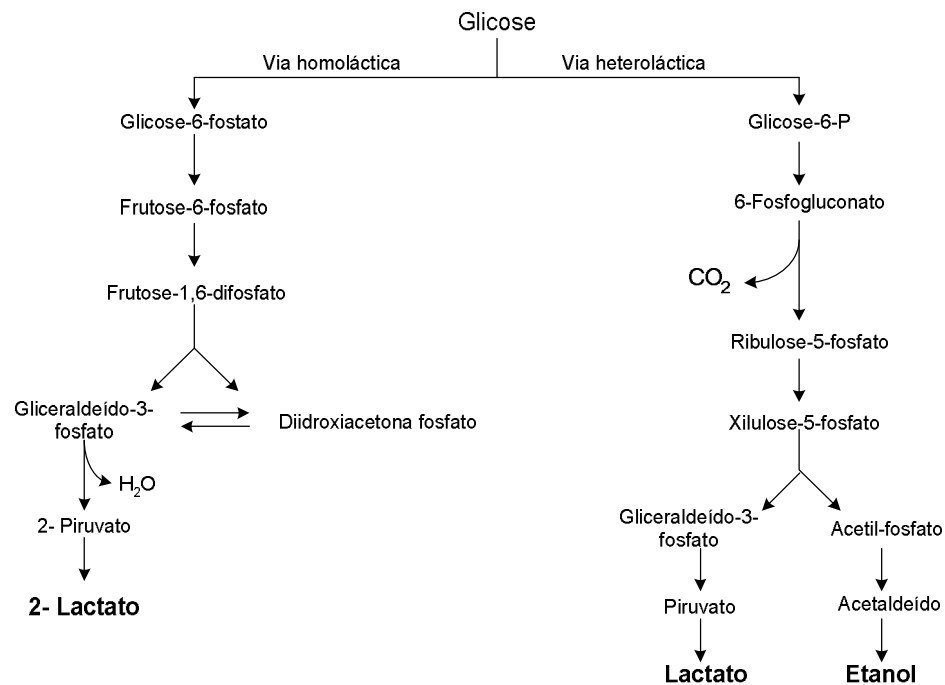 Glicose
Via homoláctica
Via heteroláctica
Glicose-6-fostato
Frutose-6-fosfato
Frutose-1,6-difosfato
Gliceraldeído-3-
fosfato
Diidroxiacetona fosfato
H2O
2- Piruvato
2- Lactato
Glicose-6-P
6-Fosfogluconato
CO2
Ribulose-5-fosfato
Xilulose-5-fosfato
Gliceraldeído-3-
fosfato
Acetil-fosfato
Piruvato
Acetaldeído
Lactato
Etanol